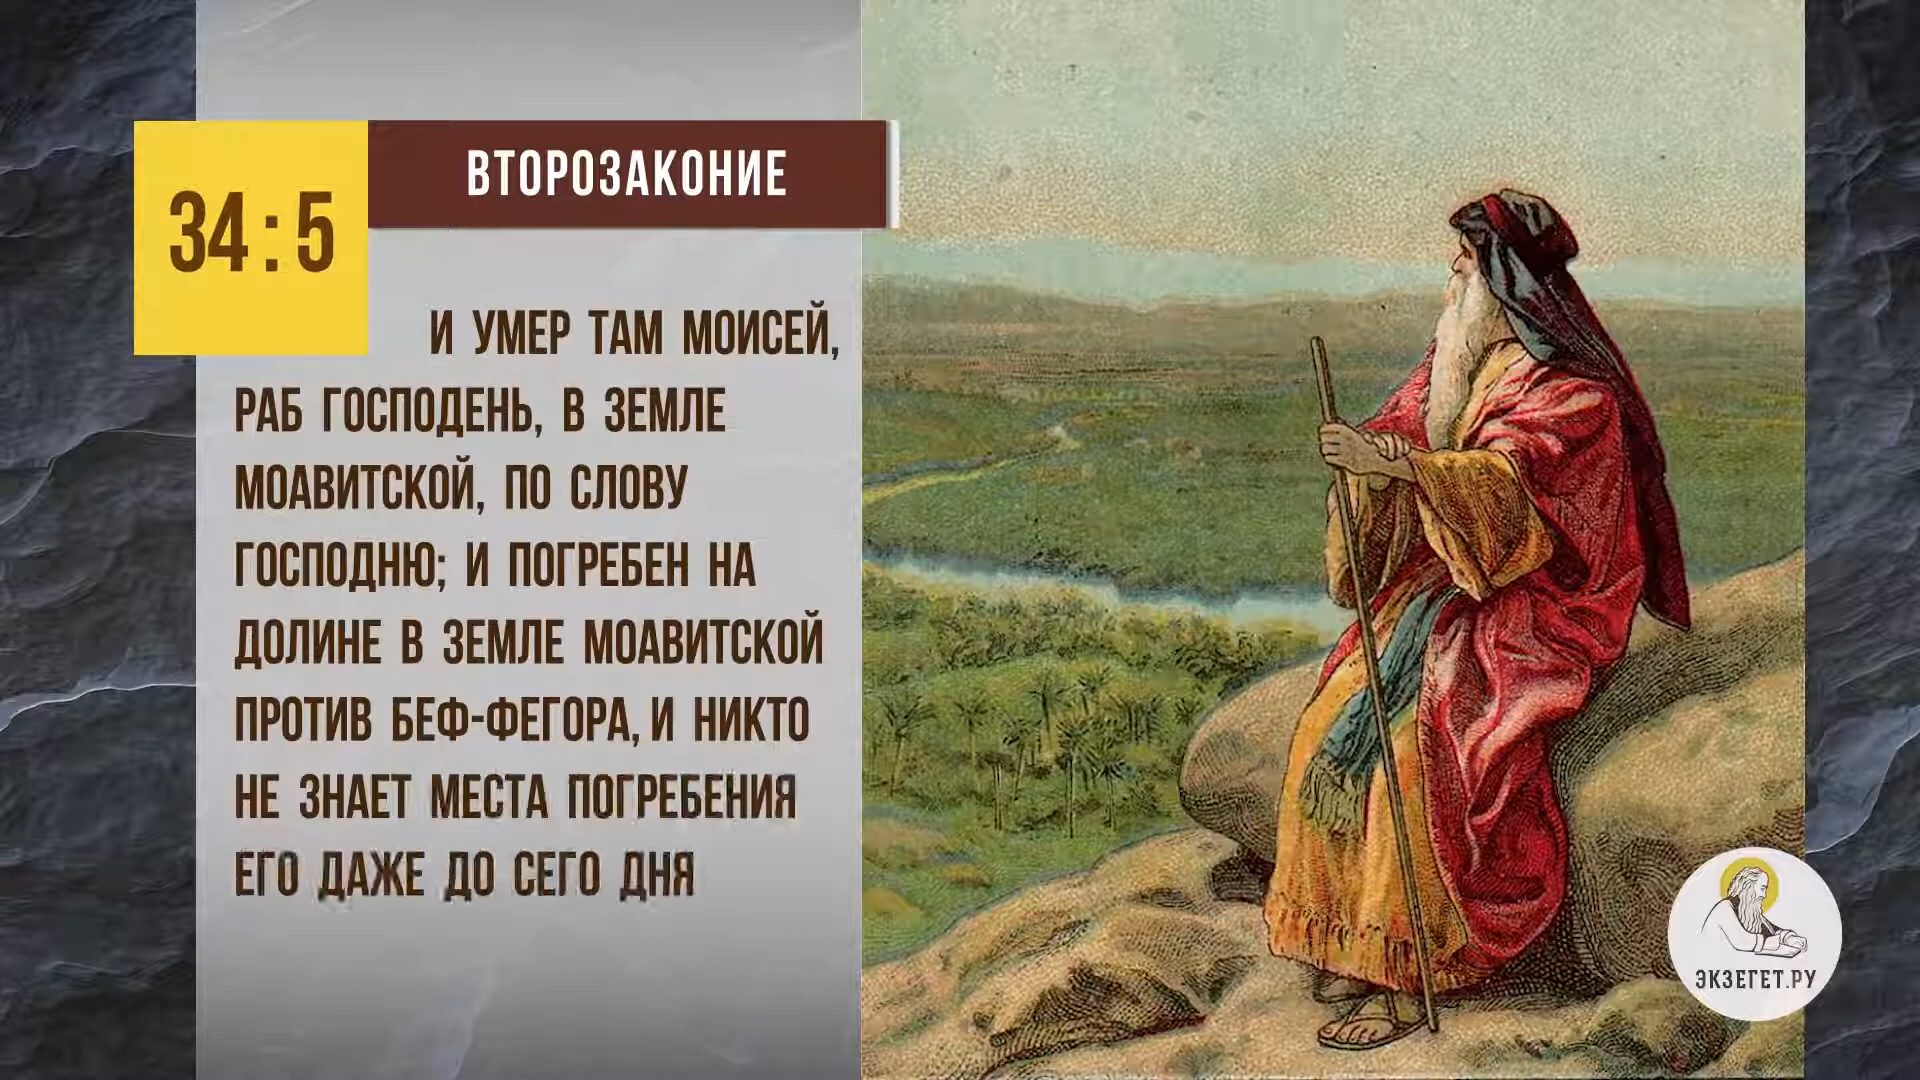 ВТОРОЗАКОНИЕ
34:5
И УМЕР ТАМ МОИСЕЙ,
РАБ ГОСПОДЕНЬ, В ЗЕМЛЕ
МОАВИТСКОЙ, ПО СЛОВУ
ГОСПОДНЮ; И ПОГРЕБЕН НА
ДОЛИНЕ В ЗЕМЛЕ МОАВИТСКОЙ
ПРОТИВ БЕФ-ФЕГОРА, И НИКТО
НЕ ЗНАЕТ МЕСТА ПОГРЕБЕНИЯ
ЕГО ДАЖЕ ДО СЕГО ДНЯ
ЭКЗЕГЕТ.РУ